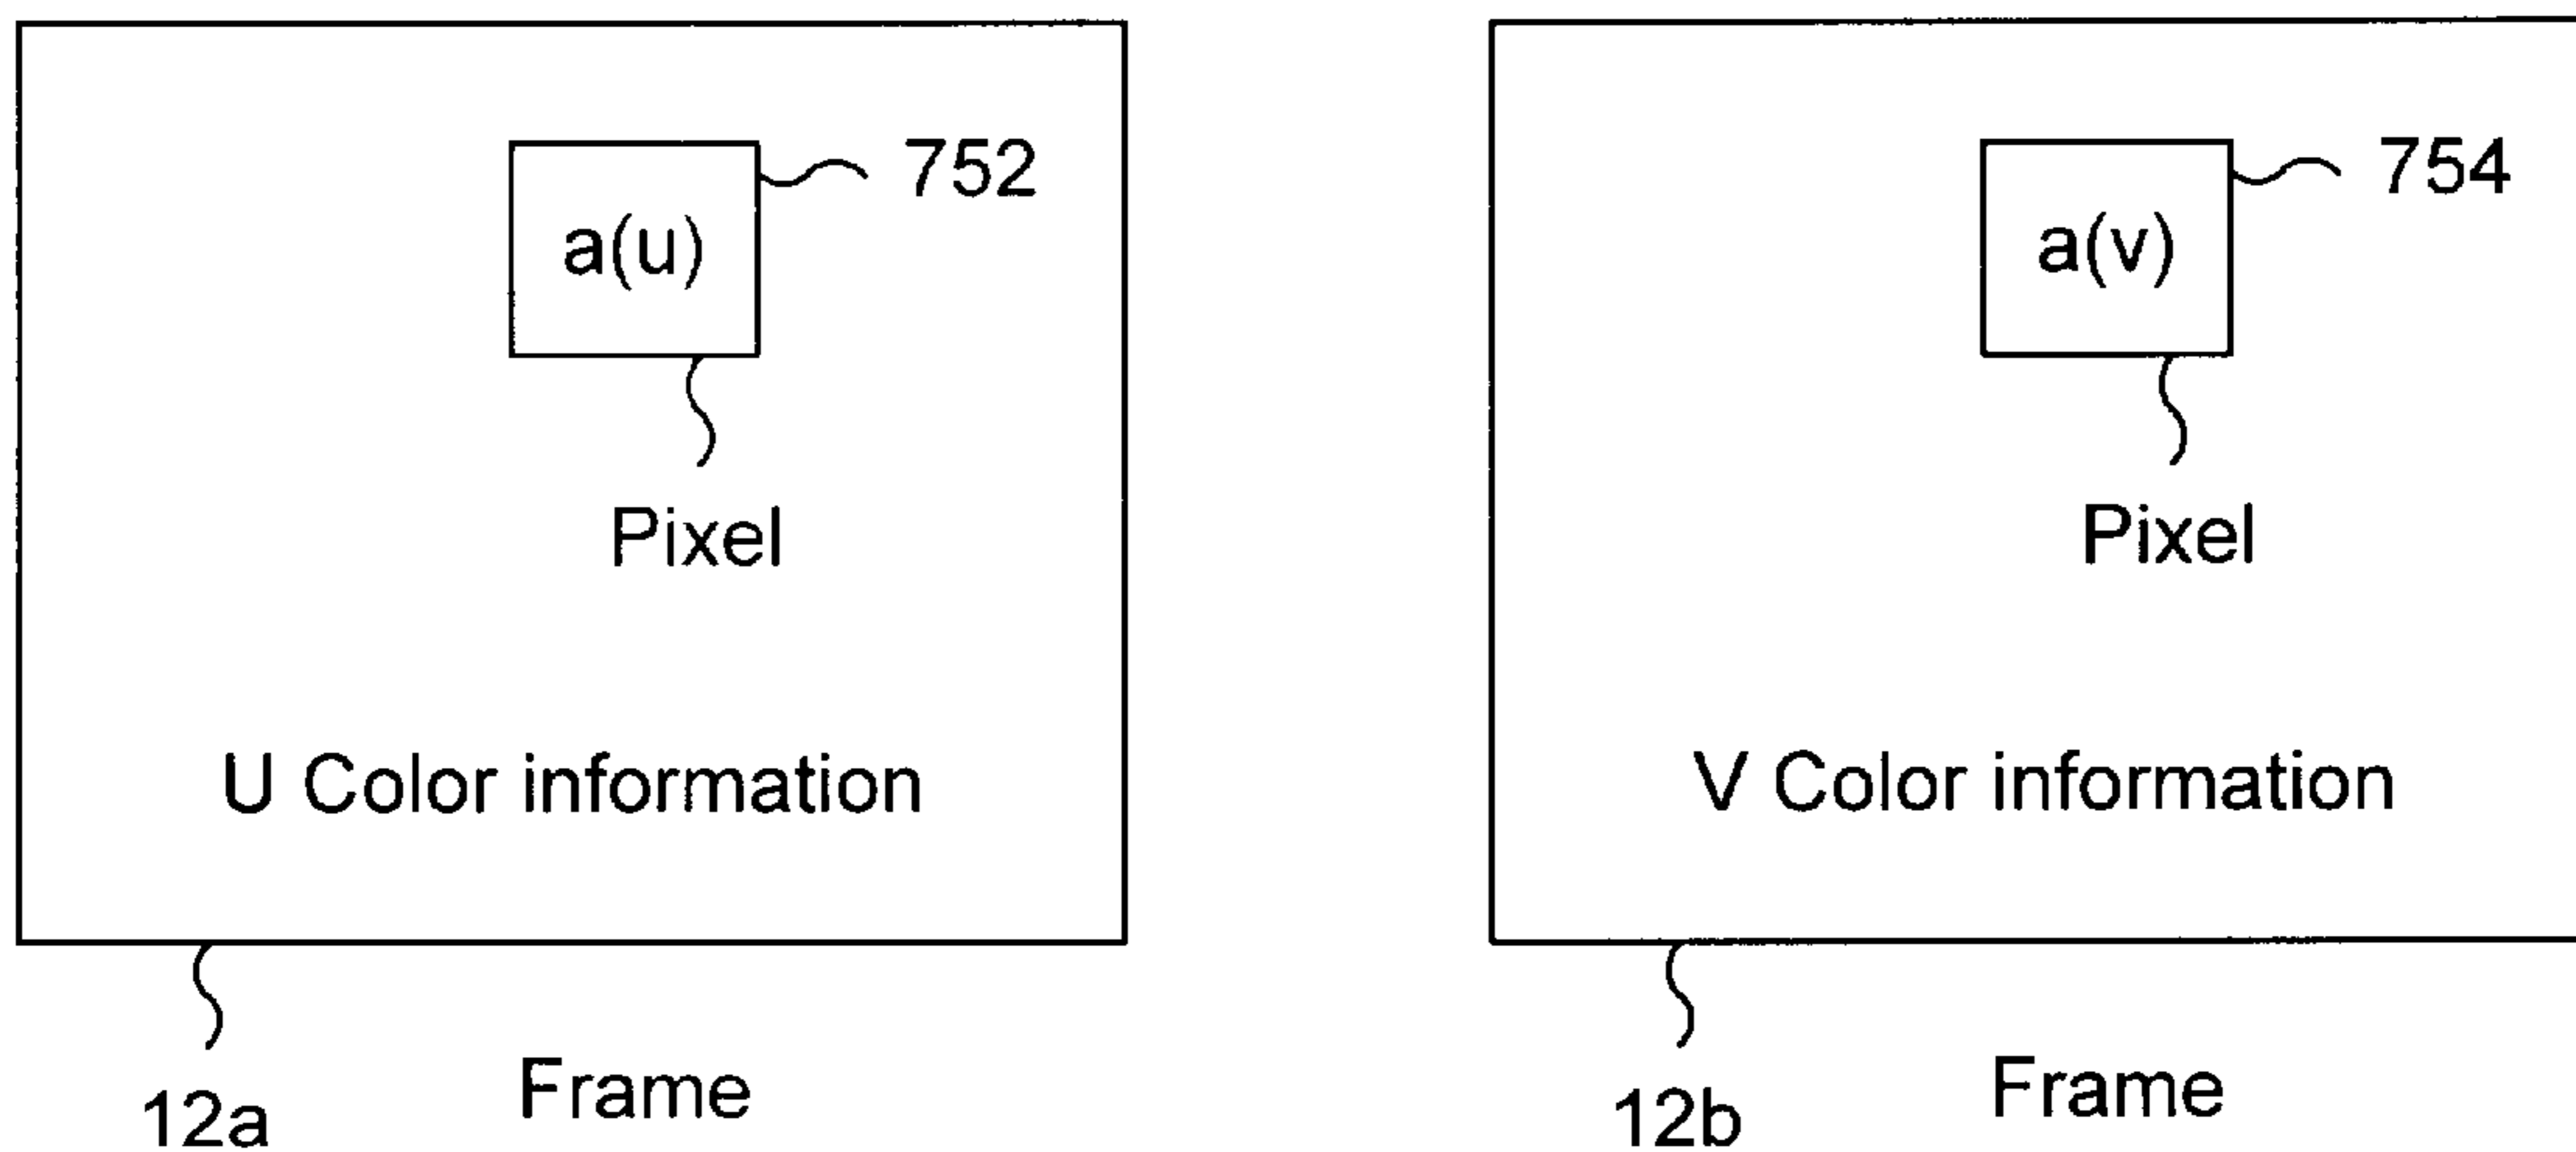 752
a(u)
Pixel
U Color information
12a
Frame
754
a(v)
Pixel
V Color information
12b
Frame